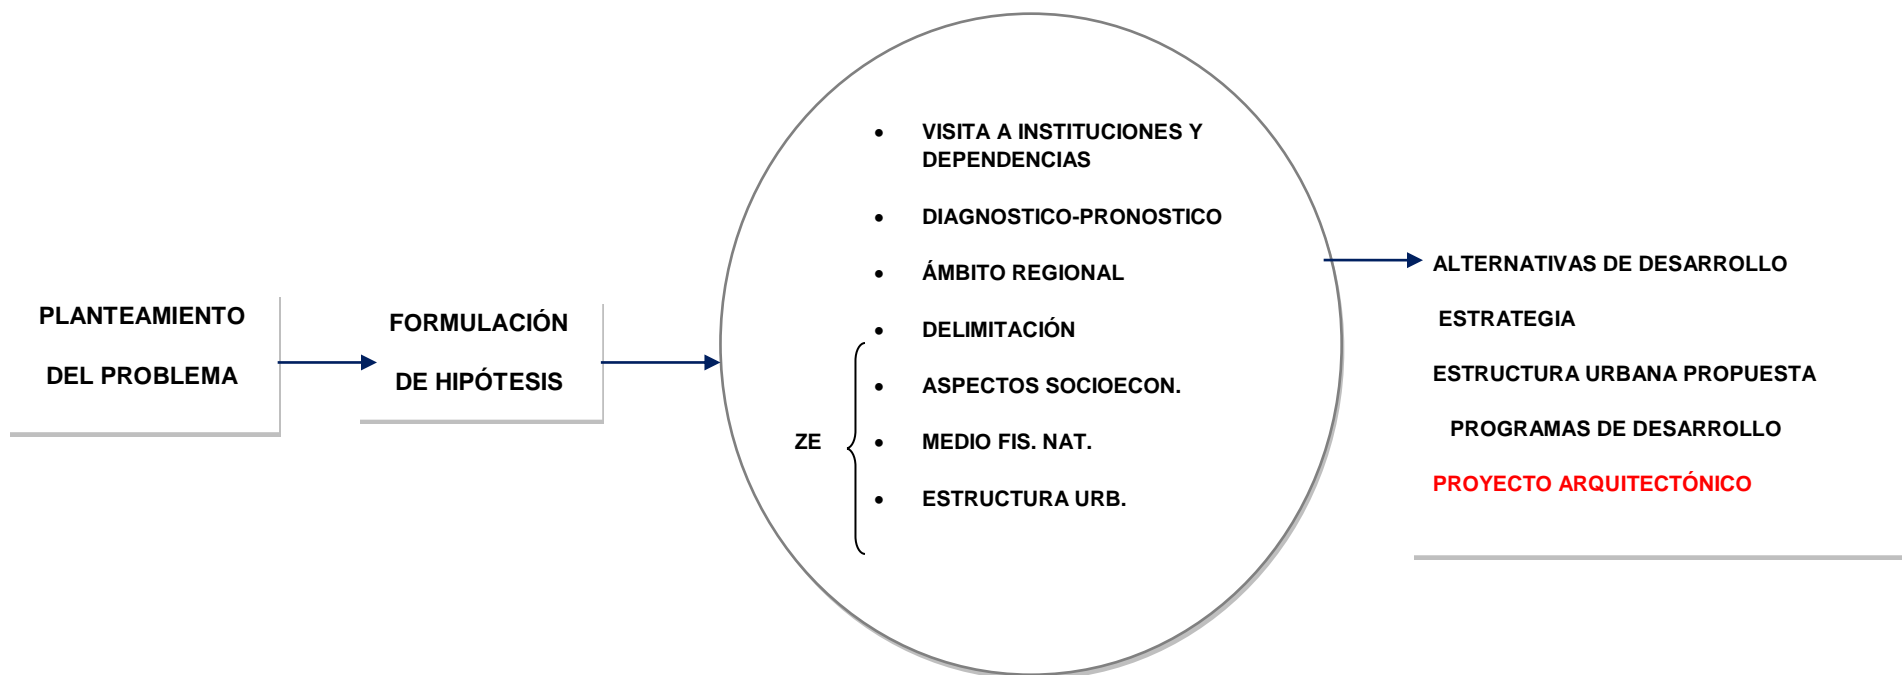 PLANTEAMIENTO
DEL PROBLEMA
FORMULACIÓN
DE HIPÓTESIS
• VISITA A INSTITUCIONES Y
DEPENDENCIAS
• DIAGNOSTICO-PRONOSTICO
• ÁMBITO REGIONAL
• DELIMITACIÓN
• ASPECTOS SOCIOECON.
ZE
• MEDIO FIS. NAT.
• ESTRUCTURA URB.
ALTERNATIVAS DE DESARROLLO
ESTRATEGIA
ESTRUCTURA URBANA PROPUESTA
PROGRAMAS DE DESARROLLO
PROYECTO ARQUITECTÓNICO